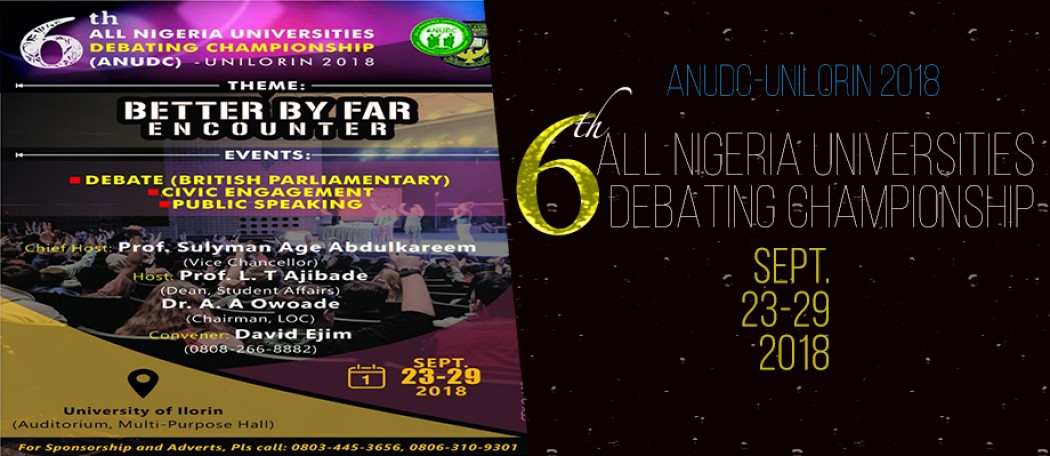 6th
ALL NIGERIA UNIVERSITIES
DEBATING CHAMPIONSHIP
(ANUDC) - UNILORIN 2018
ANUDC
THEME:
BETTER BY FAR
ENCOUNTER
EVENTS:
DEBATE (BRITISH PARLIAMENTARY)
CIVIC ENGAGEMENT
PUBLIC SPEAKING
Chief Host: Prof. Sulyman Age Abdulkareem
(Vice Chancellor)
Host: Prof. L. T Ajibade
(Dean, Student Affairs)
Dr. A. A Owoade
(Chairman, LOC)
Convener: David Ejim
(0808-266-8882)
1
SEPT.
23-29
2018
University of Ilorin
(Auditorium, Multi-Purpose Hall)
For Sponsorship and Adverts, Pls call: 0803-445-3656, 0806-310-9301
ANUDC-UNILORIN 2018
6th
ALL NIGERIA UNIVERSITIES
DEBATING CHAMPIONSHIP
SEPT.
23-29
2018